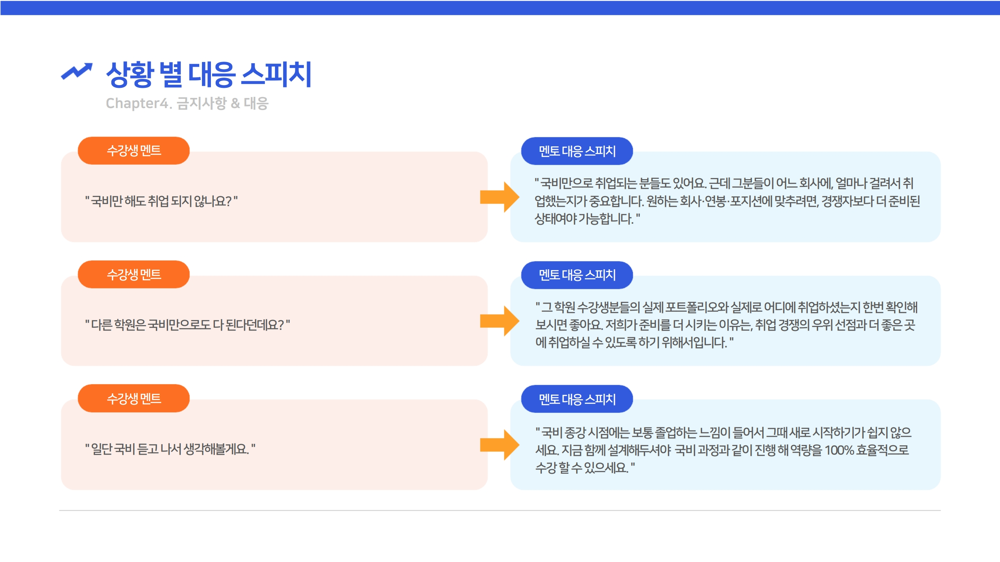 상황 별 대응 스피치
Chapter4. 금지사항 & 대응
수강생 멘트
" 국비만 해도 취업 되지 않나요? "
멘토 대응 스피치
" 국비만으로 취업되는 분들도 있어요. 근데 그분들이 어느 회사에, 얼마나 걸려서 취
업했는지가 중요합니다. 원하는 회사·연봉·포지션에 맞추려면, 경쟁자보다 더 준비된
상태여야 가능합니다. "
수강생 멘트
" 다른 학원은 국비만으로도 다 된다던데요? "
멘토 대응 스피치
" 그 학원 수강생분들의 실제 포트폴리오와 실제로 어디에 취업하셨는지 한번 확인해
보시면 좋아요. 저희가 준비를 더 시키는 이유는, 취업 경쟁의 우위 선점과 더 좋은 곳
에 취업하실 수 있도록 하기 위해서입니다. "
수강생 멘트
" 일단 국비 듣고 나서 생각해볼게요. "
멘토 대응 스피치
" 국비 종강 시점에는 보통 졸업하는 느낌이 들어서 그때 새로 시작하기가 쉽지 않으
세요. 지금 함께 설계해두셔야 국비 과정과 같이 진행 해 역량을 100% 효율적으로
수강 할 수 있으세요. "